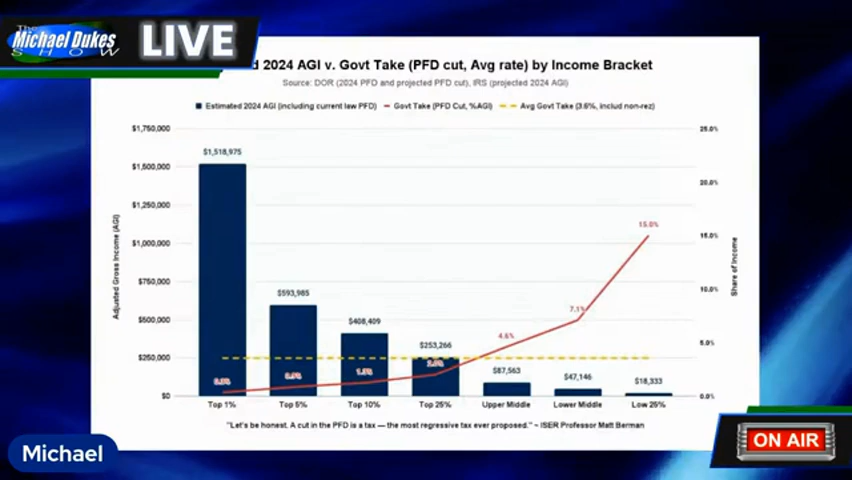 The
Michael Dukes
SHOW
LIVE
2024 AGI v. Govt Take (PFD cut, Avg rate) by Income Bracket
Source: DOR (2024 PFD and projected PFD cut), IRS (projected 2024 AGI)
Estimated 2024 AGI (including current law PFD) Govt Take (PFD Cut, %AGI) Avg Govt Take (3.6%, includ non-rez)
$1,750,000 25.0%
$1,518,975
$1,500,000 20.0%
$1,250,000
$1,000,000 15.0%
15.0%
$750,000 10.0%
$593,985
$500,000 7.1%
$408,409
4.6% 5.0%
$253,266
$250,000
$87,563 $47,146 $18,333
$0 0.0%
Adjusted Gross Income (AGI)
Share of Income
Top 1% Top 5% Top 10% Top 25% Upper Middle Lower Middle Low 25%
"Let's be honest. A cut in the PFD is a tax — the most regressive tax ever proposed." ~ ISER Professor Matt Berman
Michael
ON AIR